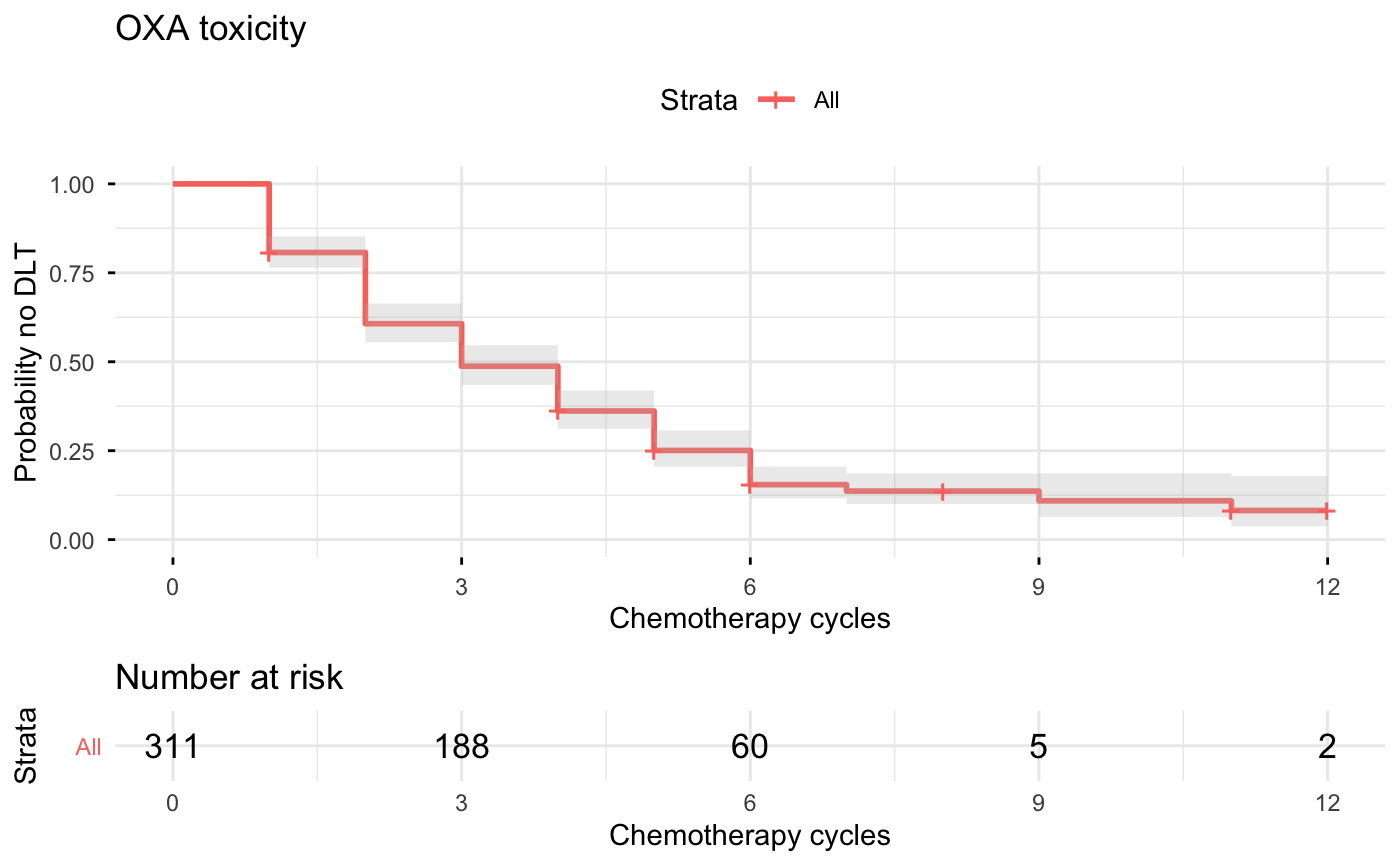 OXA toxicity
Strata All
1.00
0.75
0.50
0.25
0.00
Probability no DLT
0 3 6 9 12
Chemotherapy cycles
Number at risk
Strata
All 311 188 60 5 2
0 3 6 9 12
Chemotherapy cycles